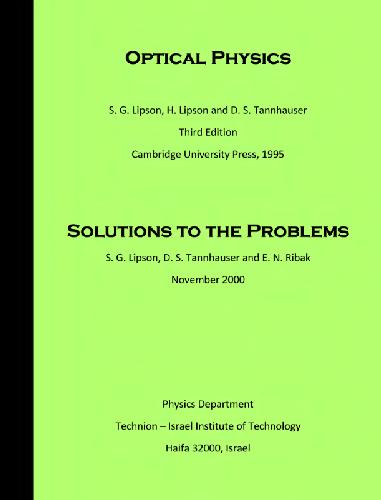 OPTICAL PHYSICS
S. G. Lipson, H. Lipson and D. S. Tannhauser
Third Edition
Cambridge University Press, 1995
SOLUTIONS TO THE PROBLEMS
S. G. Lipson, D. S. Tannhauser and E. N. Ribak
November 2000
Physics Department
Technion – Israel Institute of Technology
Haifa 32000, Israel